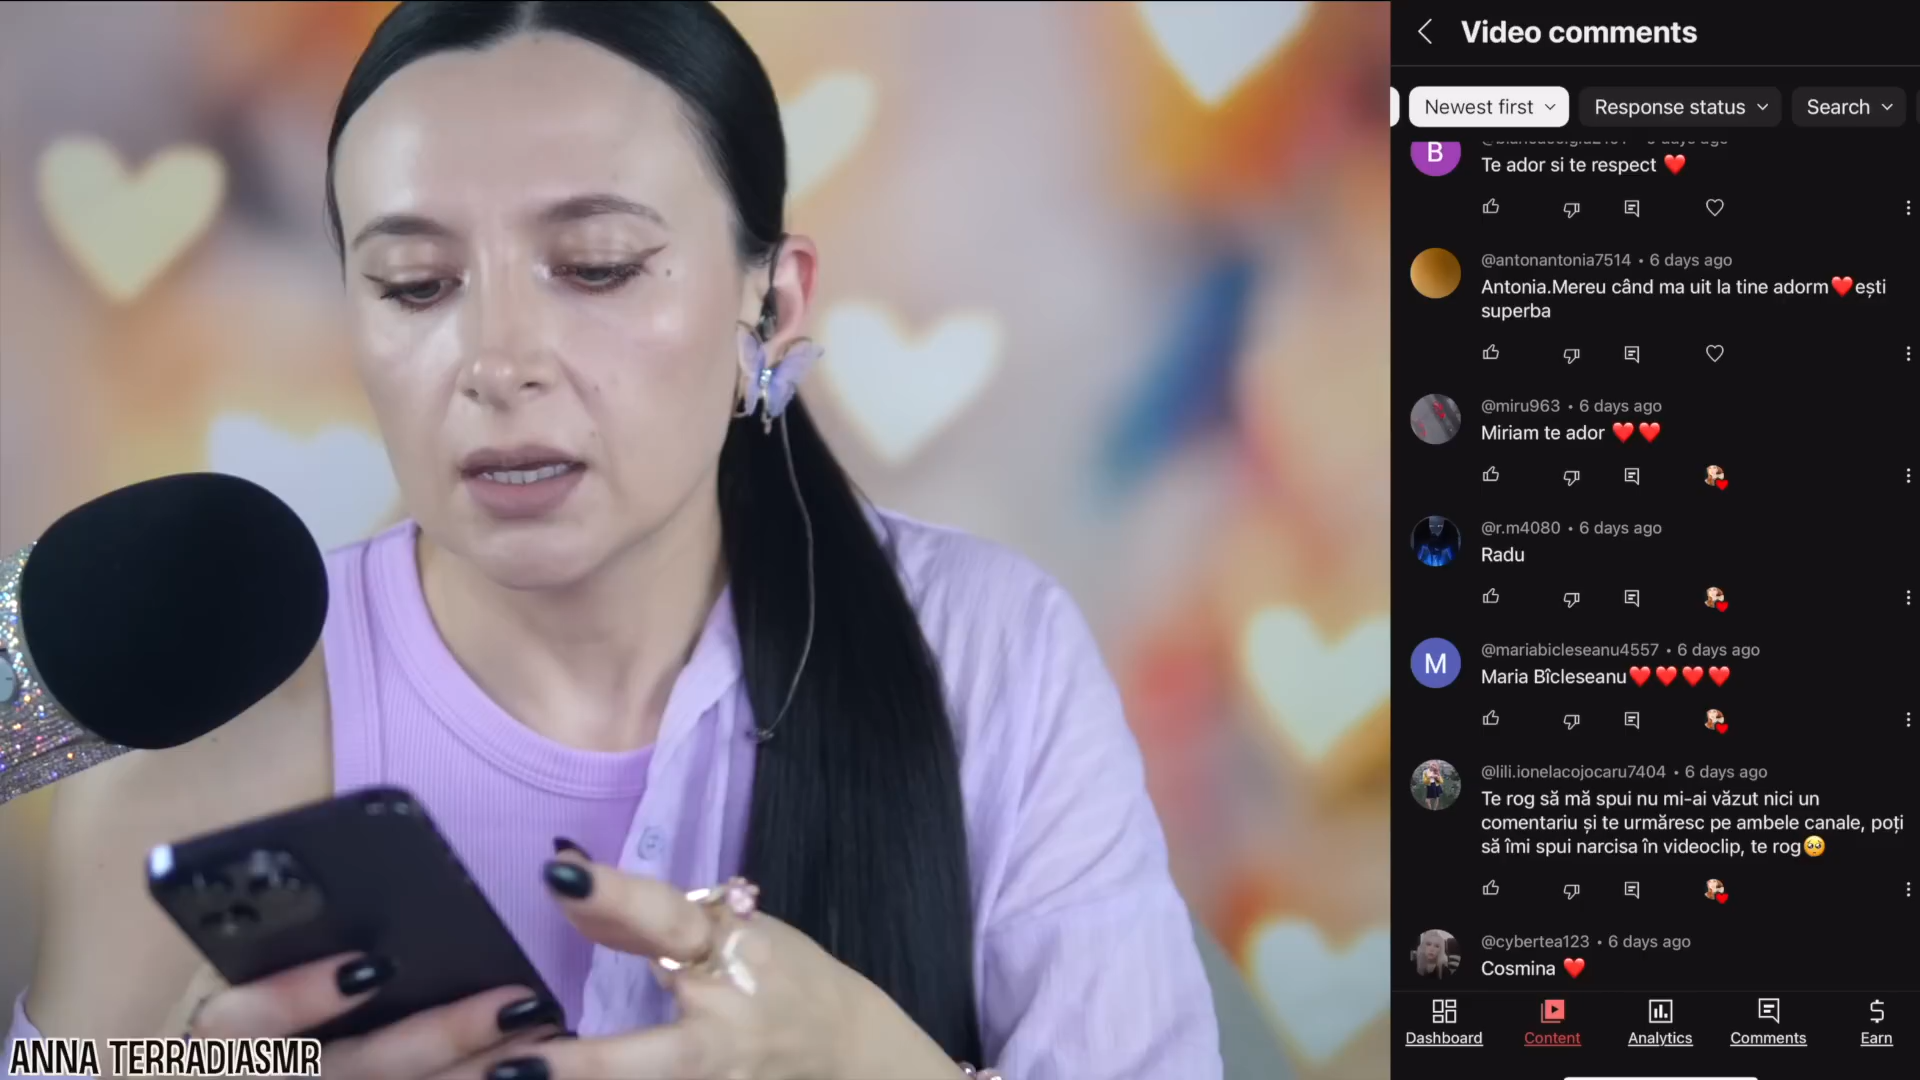 Video comments
Newest first
Response status
Search
B
Te ador si te respect ❤️
@antonantonia7514 • 6 days ago
Antonia.Mereu când ma uit la tine adorm❤️ești
superba
@miru963 • 6 days ago
Miriam te ador ❤️❤️
@r.m4080 • 6 days ago
Radu
M
@mariabicleseanu4557 • 6 days ago
Maria Bîcleseanu❤️❤️❤️❤️
@lili.ionelacojocaru7404 • 6 days ago
Te rog să mă spui nu mi-ai văzut nici un
comentariu și te urmăresc pe ambele canale, poți
să îmi spui narcisa în videoclip, te rog🥺
@cybertea123 • 6 days ago
Cosmina ❤️
Dashboard
Content
Analytics
Comments
Earn
ANNA TERRADIASMR